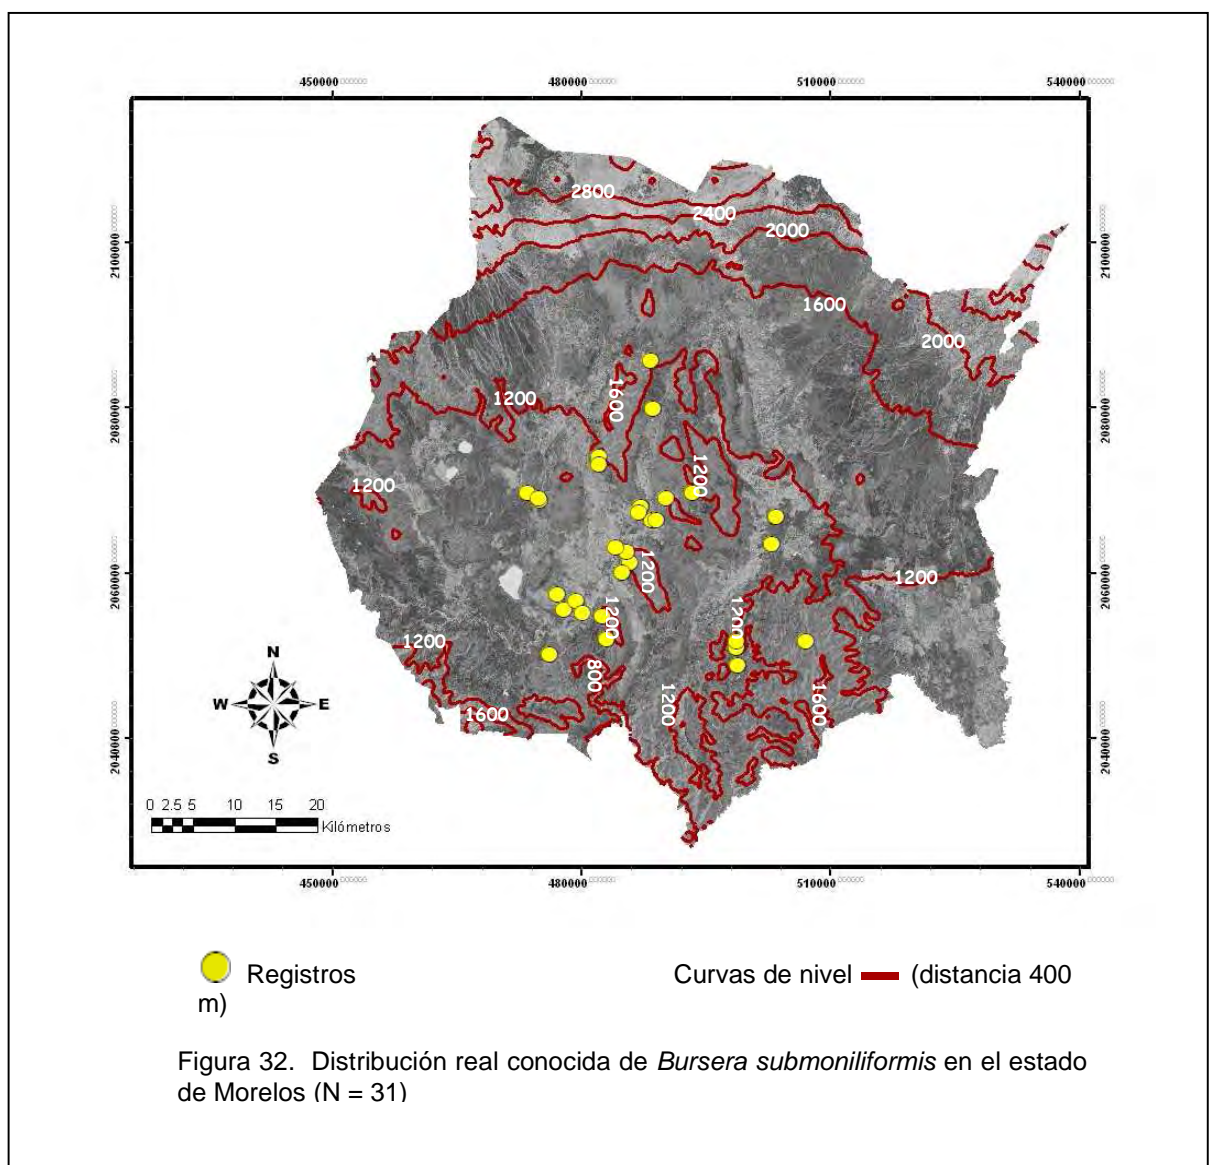 450000 480000 510000 540000
2100000 2100000
2080000 2080000
2060000 2060000
2040000 2040000
2800
2400
2000
1600
2000
1200
1600
1200
1200
1200
1200
1200
1200
1200
800
1200
1600
1600
N
W E
S
0 2.5 5 10 15 20
Kilómetros
450000 480000 510000 540000
Registros Curvas de nivel (distancia 400
m)
Figura 32. Distribución real conocida de Bursera submoniliformis en el estado
de Morelos (N = 31)